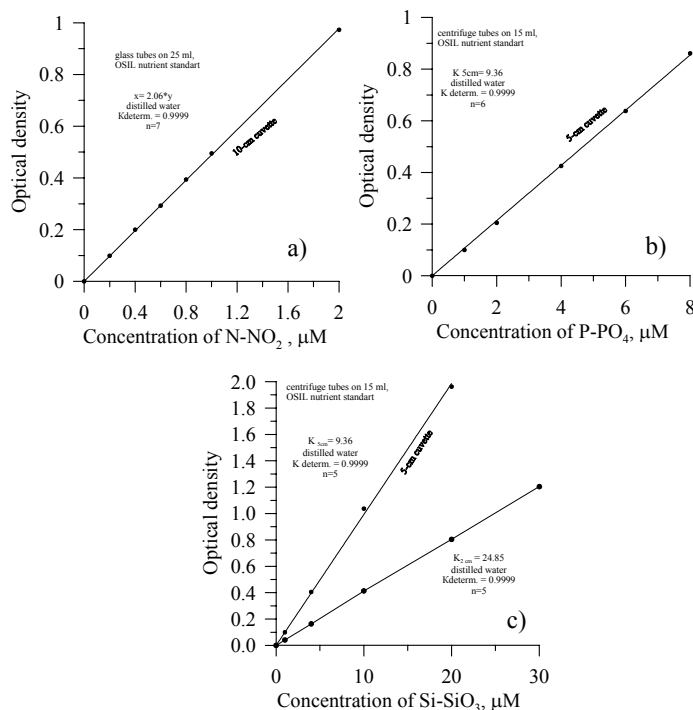 glass tubes on 25 ml,
OSIL nutrient standart
x= 2.06*y
distilled water
Kdeterm. = 0.9999
n=7
10-cm cuvette
Optical density
1
0.8
0.6
0.4
0.2
0
0 0.4 0.8 1.2 1.6 2
Concentration of N-NO2 , µM
a)
centrifuge tubes on 15 ml,
OSIL nutrient standart
K 5cm= 9.36
distilled water
K determ. = 0.9999
n=6
5-cm cuvette
Optical density
1
0.8
0.6
0.4
0.2
0
0 2 4 6 8
Concentration of P-PO4, µM
b)
centrifuge tubes on 15 ml,
OSIL nutrient standart
K 5cm= 9.36
distilled water
K determ. = 0.9999
n=5
5-cm cuvette
K2 cm = 24.85
distilled water
Kdeterm. = 0.9999
n=5
Optical density
2.0
1.8
1.6
1.4
1.2
1.0
0.8
0.6
0.4
0.2
0.0
0 10 20 30
Concentration of Si-SiO3, µM
c)